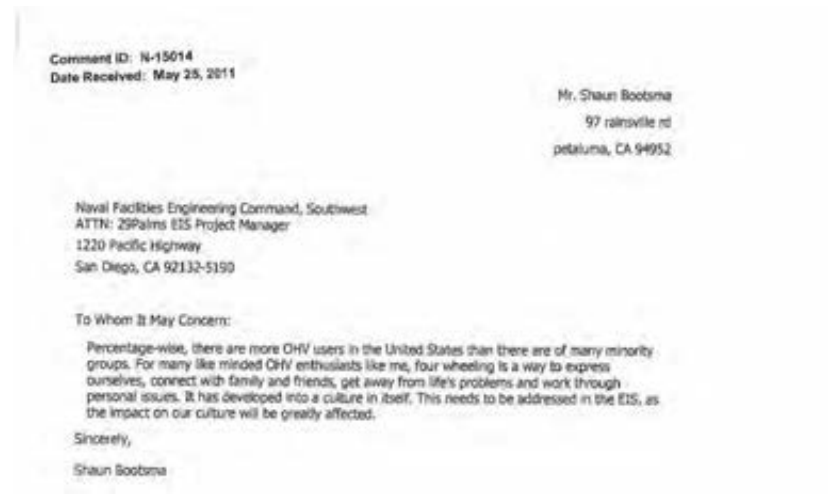 Comment ID: N-15014
Date Received: May 25, 2011
Mr. Shaun Bootsma
97 rainsville rd
petaluma, CA 94952
Naval Facilities Engineering Command, Southwest
ATTN: 29Palms EIS Project Manager
1220 Pacific Highway
San Diego, CA 92132-5190
To Whom It May Concern:
Percentage-wise, there are more OHV users in the United States than there are of many minority
groups. For many like minded OHV enthusiasts like me, four wheeling is a way to express
ourselves, connect with family and friends, get away from life's problems and work through
personal issues. It has developed into a culture in itself. This needs to be addressed in the EIS, as
the impact on our culture will be greatly affected.
Sincerely,
Shaun Bootsma